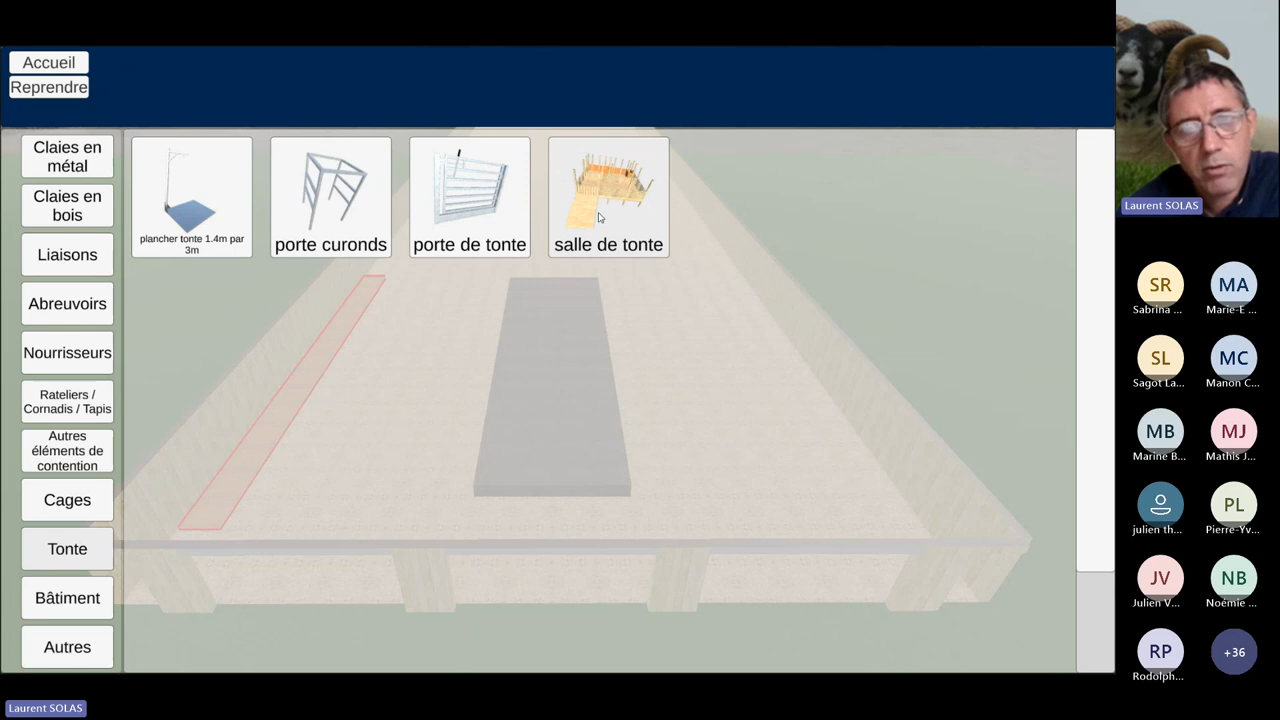 Accueil
Reprendre
Claies en
métal
Claies en
bois
Liaisons
Abreuvoirs
Nourrisseurs
Rateliers /
Cornadis / Tapis
Autres
éléments de
contention
Cages
Tonte
Bâtiment
Autres
plancher tonte 1.4m par
3m
porte curonds
porte de tonte
salle de tonte
Laurent SOLAS
SR
Sabrina ...
MA
Marie-E ...
SL
Sagot La...
MC
Manon C...
MB
Marine B...
MJ
Mathis J...
julien th...
PL
Pierre-Yv...
JV
Julien V...
NB
Noémie ...
RP
Rodolph...
+36
Laurent SOLAS